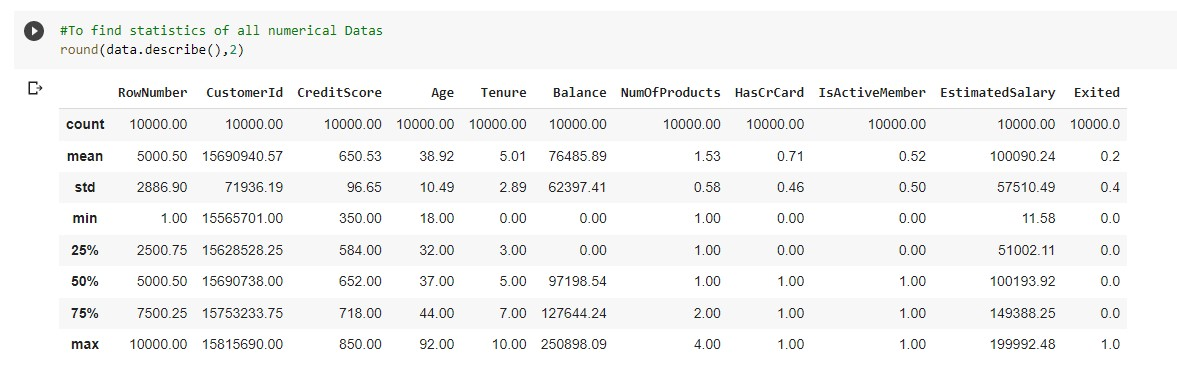 #To find statistics of all numerical Datas
round(data.describe(),2)
RowNumber CustomerId CreditScore Age Tenure Balance NumOfProducts HasCrCard IsActiveMember EstimatedSalary Exited
count 10000.00 10000.00 10000.00 10000.00 10000.00 10000.00 10000.00 10000.00 10000.00 10000.00 10000.0
mean 5000.50 15690940.57 650.53 38.92 5.01 76485.89 1.53 0.71 0.52 100090.24 0.2
std 2886.90 71936.19 96.65 10.49 2.89 62397.41 0.58 0.46 0.50 57510.49 0.4
min 1.00 15565701.00 350.00 18.00 0.00 0.00 1.00 0.00 0.00 11.58 0.0
25% 2500.75 15628528.25 584.00 32.00 3.00 0.00 1.00 0.00 0.00 51002.11 0.0
50% 5000.50 15690738.00 652.00 37.00 5.00 97198.54 1.00 1.00 1.00 100193.92 0.0
75% 7500.25 15753233.75 718.00 44.00 7.00 127644.24 2.00 1.00 1.00 149388.25 0.0
max 10000.00 15815690.00 850.00 92.00 10.00 250898.09 4.00 1.00 1.00 199992.48 1.0